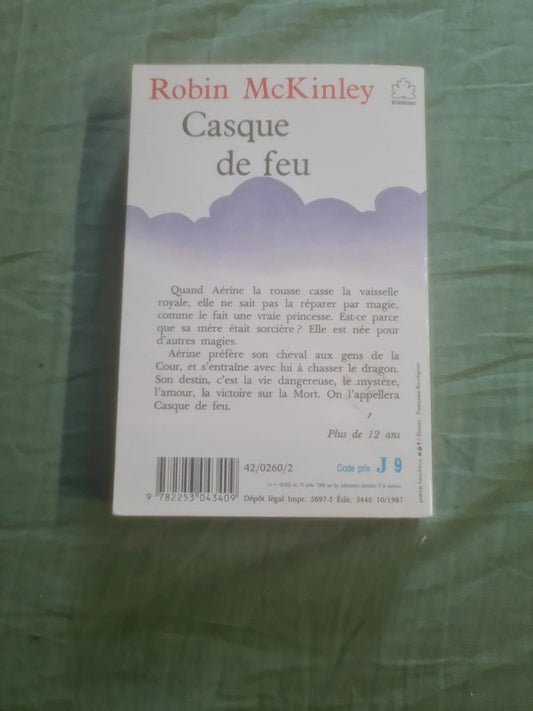 Robin McKinley
Casque
de feu
Jeunesse
Quand Aérine la rousse casse la vaisselle
royale, elle ne sait pas la réparer par magie,
comme le fait une vraie princesse. Est-ce parce
que sa mère était sorcière ? Elle est née pour
d'autres magies.
Aérine préfère son cheval aux gens de la
Cour, et s'entraîne avec lui à chasser le dragon.
Son destin, c'est la vie dangereuse, le mystère,
l'amour, la victoire sur la Mort. On l'appellera
Casque de feu.
Plus de 12 ans
42/0260/2
Code prix J 9
9 782253 043409
Dépôt légal Impr. 5697-5 Édit. 5446 10/1987